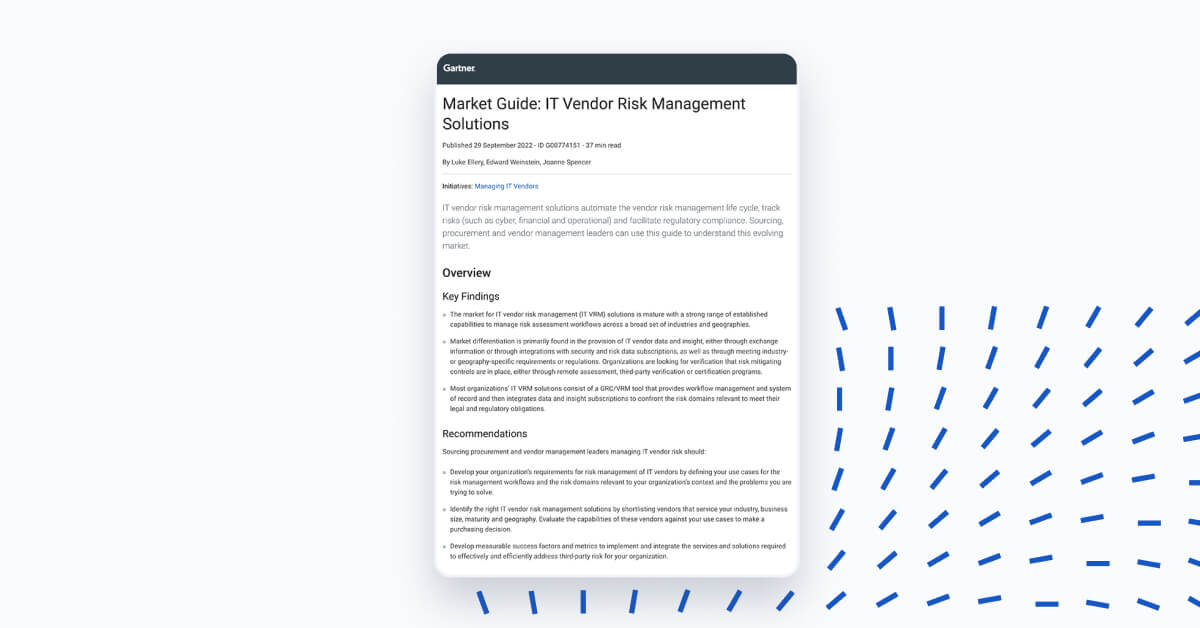 Gartner
Market Guide: IT Vendor Risk Management
Solutions
Published 29 September 2022 - ID G00774151 - 37 min read
By Luke Ellery, Edward Weinstein, Joanne Spencer
Initiatives: Managing IT Vendors
IT vendor risk management solutions automate the vendor risk management life cycle, track
risks (such as cyber, financial and operational) and facilitate regulatory compliance. Sourcing,
procurement and vendor management leaders can use this guide to understand this evolving
market.
Overview
Key Findings
The market for IT vendor risk management (IT VRM) solutions is mature with a strong range of established
capabilities to manage risk assessment workflows across a broad set of industries and geographies.
Market differentiation is primarily found in the provision of IT vendor data and insight, either through exchange
information or through integrations with security and risk data subscriptions, as well as through meeting industry-
or geography-specific requirements or regulations. Organizations are looking for verification that risk mitigating
controls are in place, either through remote assessment, third-party verification or certification programs.
Most organizations' IT VRM solutions consist of a GRC/VRM tool that provides workflow management and system
of record and then integrates data and insight subscriptions to confront the risk domains relevant to meet their
legal and regulatory obligations.
Recommendations
Sourcing procurement and vendor management leaders managing IT vendor risk should:
Develop your organization's requirements for risk management of IT vendors by defining your use cases for the
risk management workflows and the risk domains relevant to your organization's context and the problems you are
trying to solve.
Identify the right IT vendor risk management solutions by shortlisting vendors that service your industry, business
size, maturity and geography. Evaluate the capabilities of these vendors against your use cases to make a
purchasing decision.
Develop measurable success factors and metrics to implement and integrate the services and solutions required
to effectively and efficiently address third-party risk for your organization.